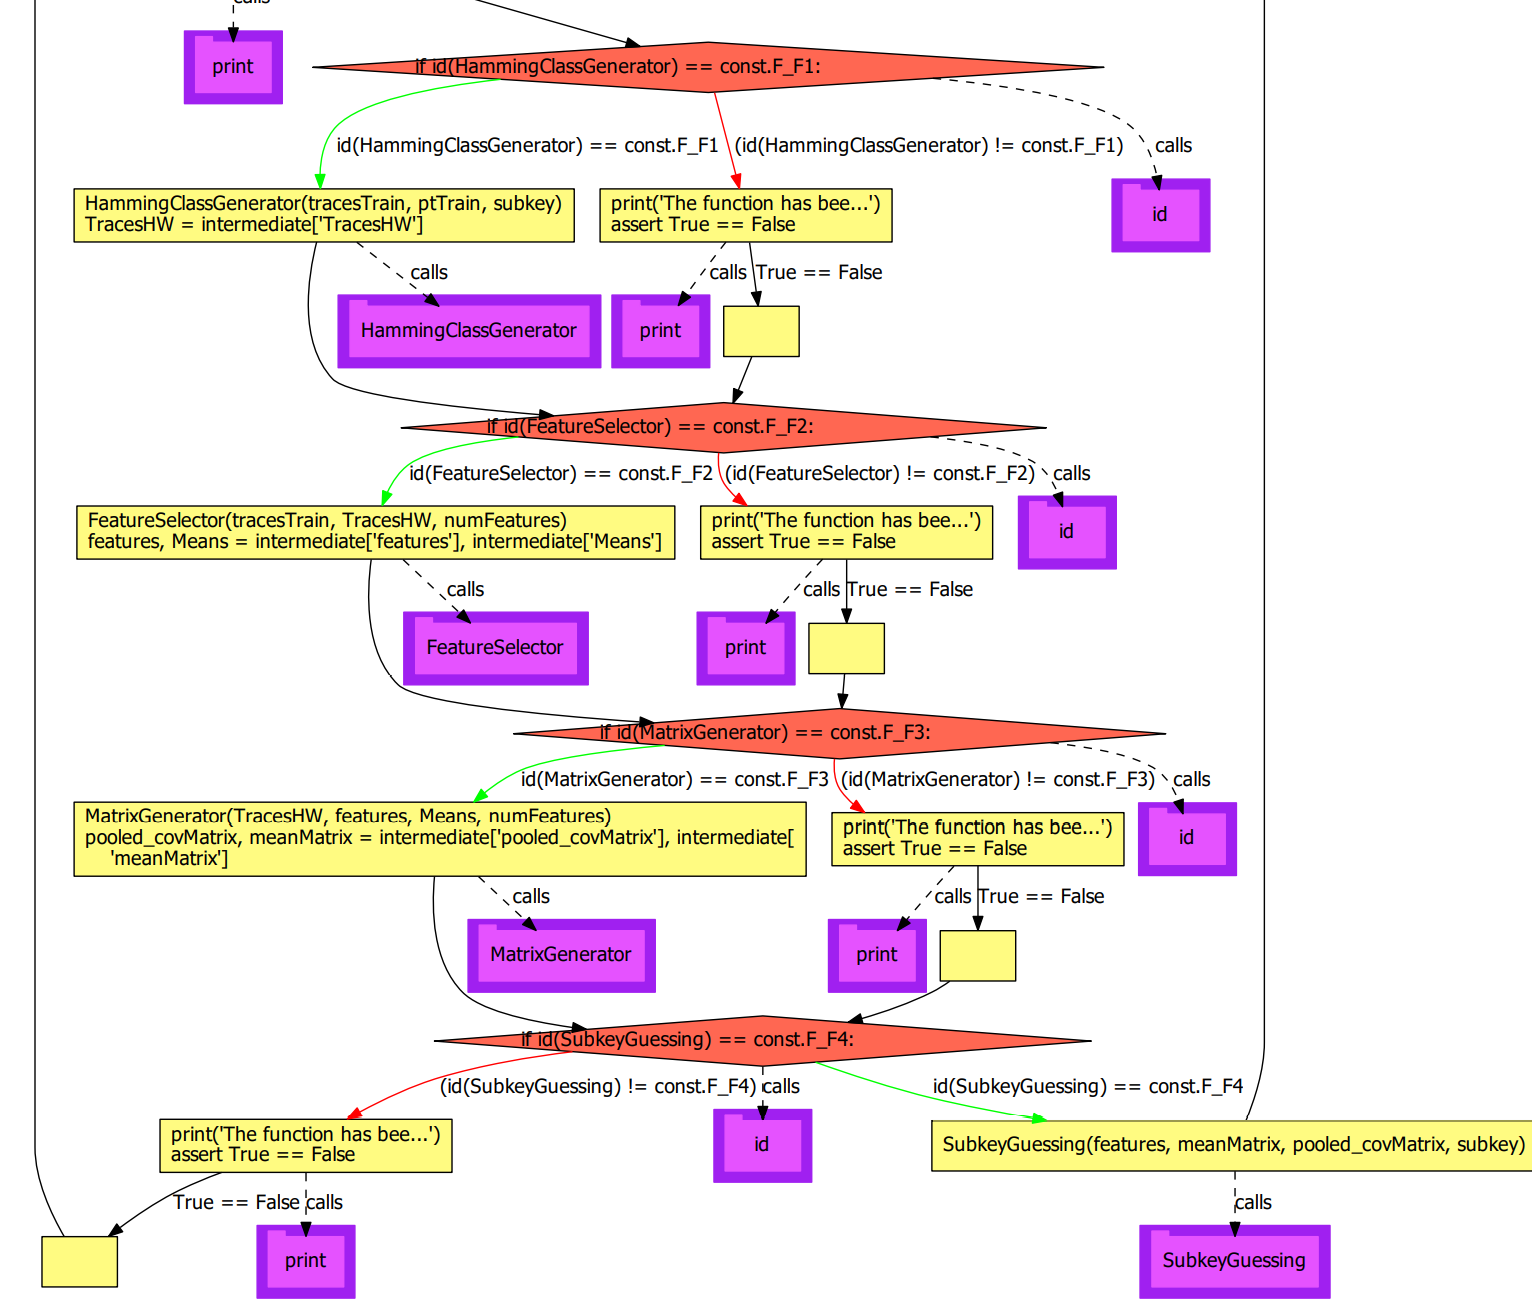 calls
print
if id(HammingClassGenerator) == const.F_F1:
id(HammingClassGenerator) == const.F_F1
(id(HammingClassGenerator) != const.F_F1)
calls
HammingClassGenerator(tracesTrain, ptTrain, subkey)
TracesHW = intermediate['TracesHW']
print('The function has bee...')
assert True == False
id
calls
calls
True == False
HammingClassGenerator
print
if id(FeatureSelector) == const.F_F2:
id(FeatureSelector) == const.F_F2
(id(FeatureSelector) != const.F_F2)
calls
FeatureSelector(tracesTrain, TracesHW, numFeatures)
features, Means = intermediate['features'], intermediate['Means']
print('The function has bee...')
assert True == False
id
calls
calls
True == False
FeatureSelector
print
if id(MatrixGenerator) == const.F_F3:
id(MatrixGenerator) == const.F_F3
(id(MatrixGenerator) != const.F_F3)
calls
MatrixGenerator(TracesHW, features, Means, numFeatures)
pooled_covMatrix, meanMatrix = intermediate['pooled_covMatrix'], intermediate[
'meanMatrix']
print('The function has bee...')
assert True == False
id
calls
calls
True == False
MatrixGenerator
print
if id(SubkeyGuessing) == const.F_F4:
(id(SubkeyGuessing) != const.F_F4)
calls
id(SubkeyGuessing) == const.F_F4
print('The function has bee...')
assert True == False
id
SubkeyGuessing(features, meanMatrix, pooled_covMatrix, subkey)
True == False
calls
calls
print
SubkeyGuessing